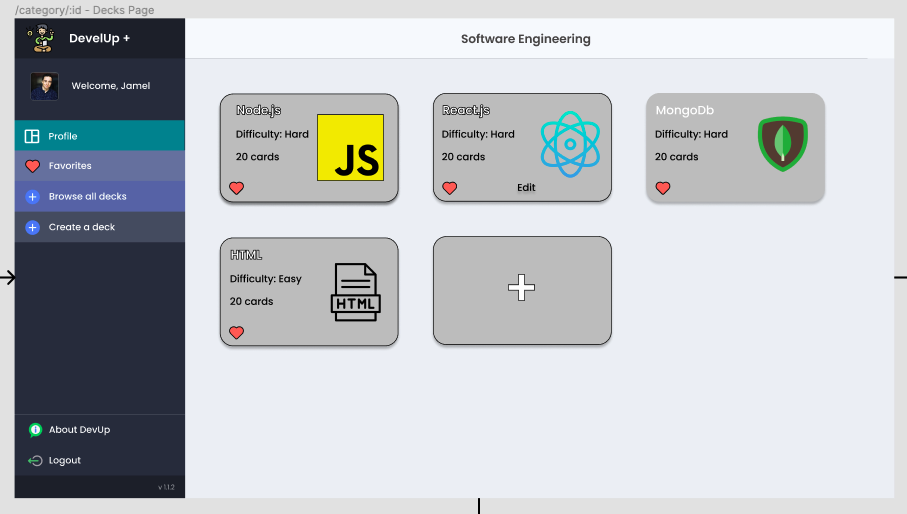 /category/:id - Decks Page
DevelUp +
Software Engineering
Welcome, Jamel
Profile
Favorites
Browse all decks
Create a deck
Node.js
Difficulty: Hard
20 cards
JS
React.js
Difficulty: Hard
20 cards
Edit
MongoDb
Difficulty: Hard
20 cards
HTML
Difficulty: Easy
20 cards
HTML
About DevUp
Logout
v 1.1.2